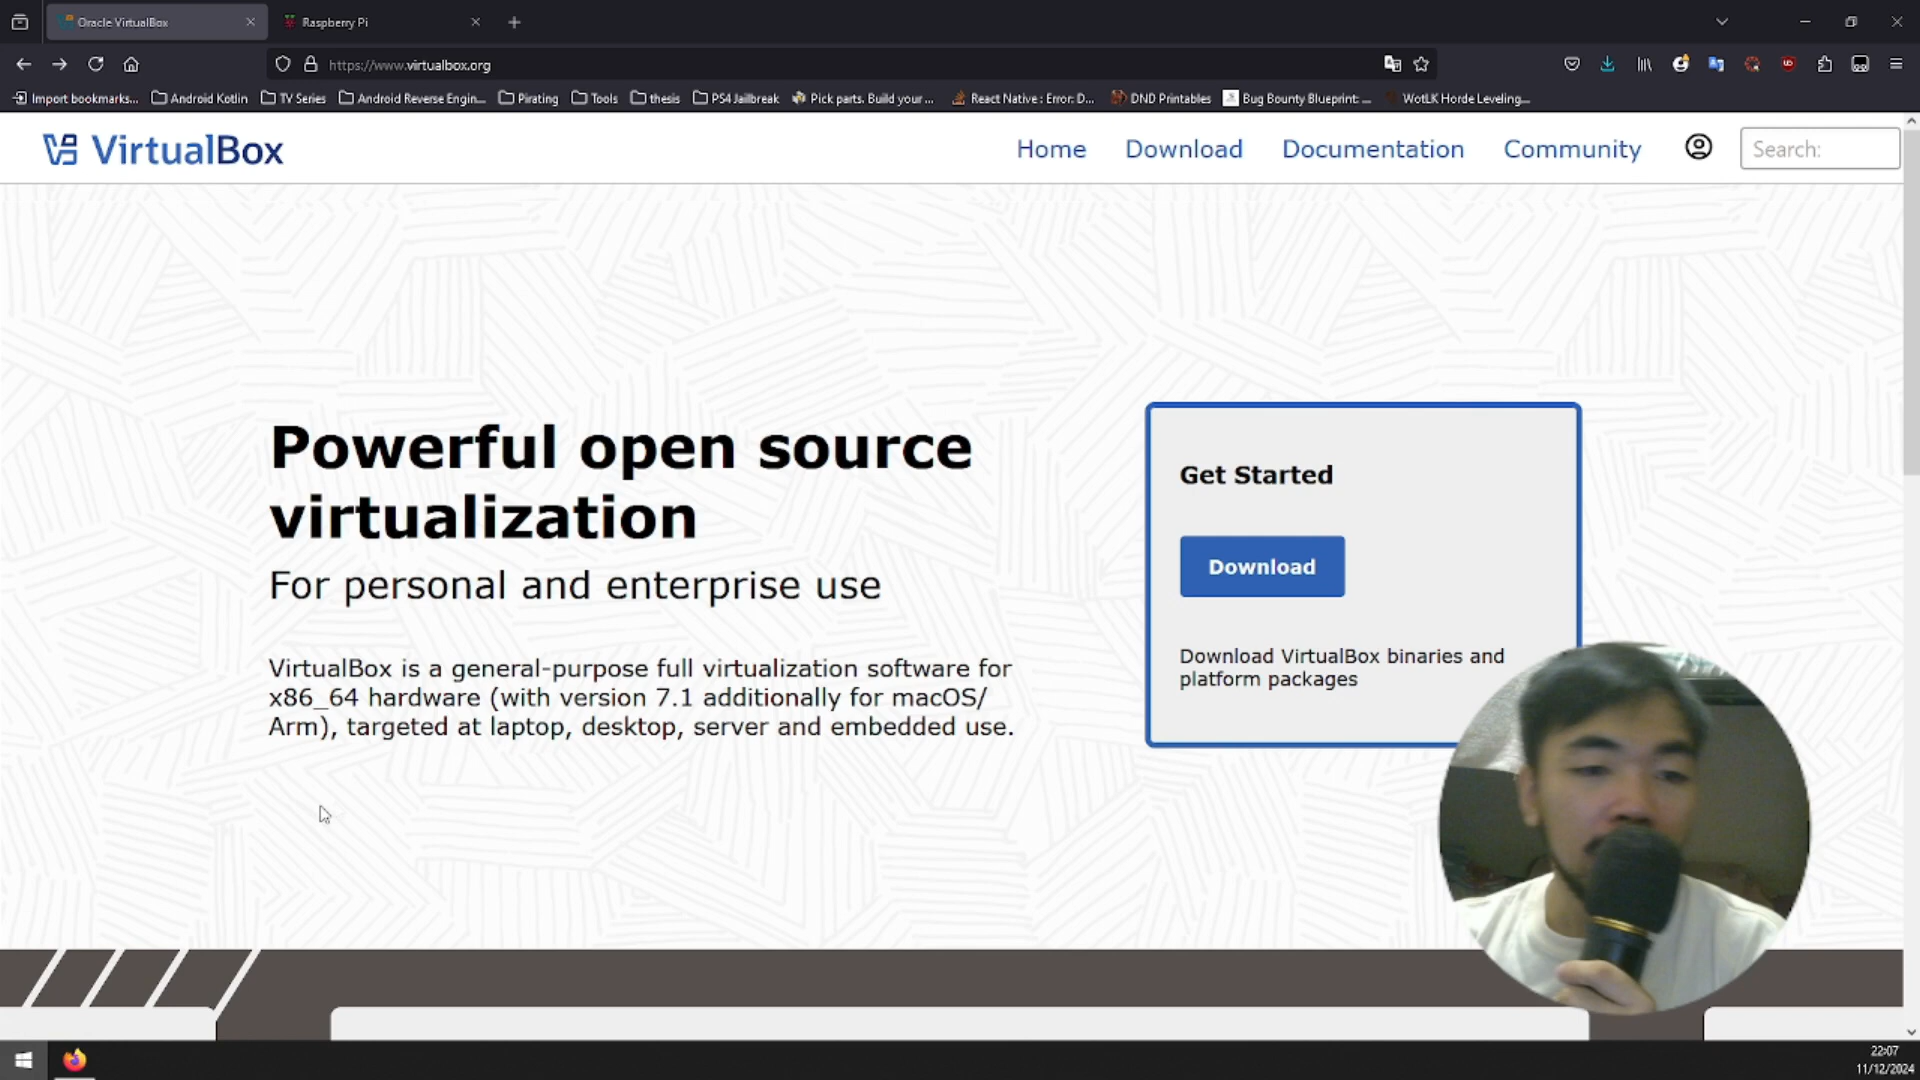 Oracle VirtualBox
Raspberry Pi
https://www.virtualbox.org
Import bookmarks...
Android Kotlin
TV Series
Android Reverse Engin...
Pirating
Tools
thesis
PS4 Jailbreak
Pick parts. Build your ...
React Native : Error: D...
DND Printables
Bug Bounty Blueprint: ...
WotLK Horde Leveling...
VirtualBox
Home
Download
Documentation
Community
Search:
Powerful open source
virtualization
For personal and enterprise use
VirtualBox is a general-purpose full virtualization software for
x86_64 hardware (with version 7.1 additionally for macOS/
Arm), targeted at laptop, desktop, server and embedded use.
Get Started
Download
Download VirtualBox binaries and
platform packages
22:07
11/12/2024